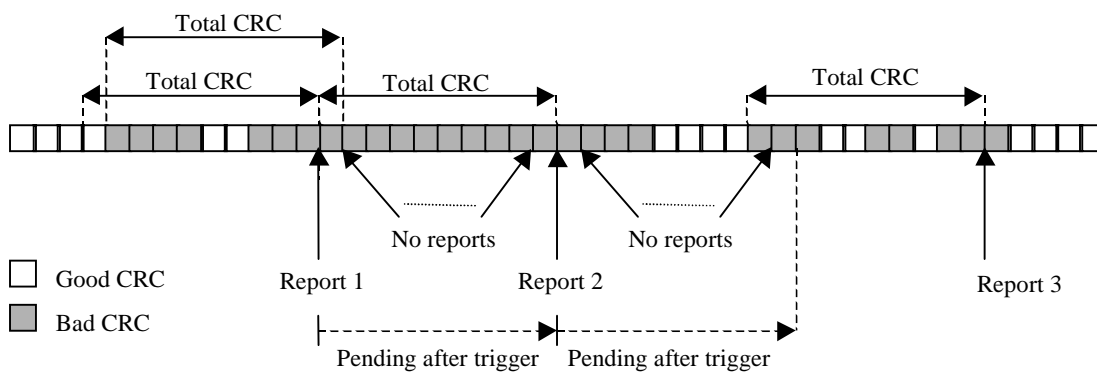 Total CRC
Total CRC
Total CRC
Total CRC
No reports
No reports
Good CRC
Bad CRC
Report 1
Report 2
Report 3
Pending after trigger
Pending after trigger